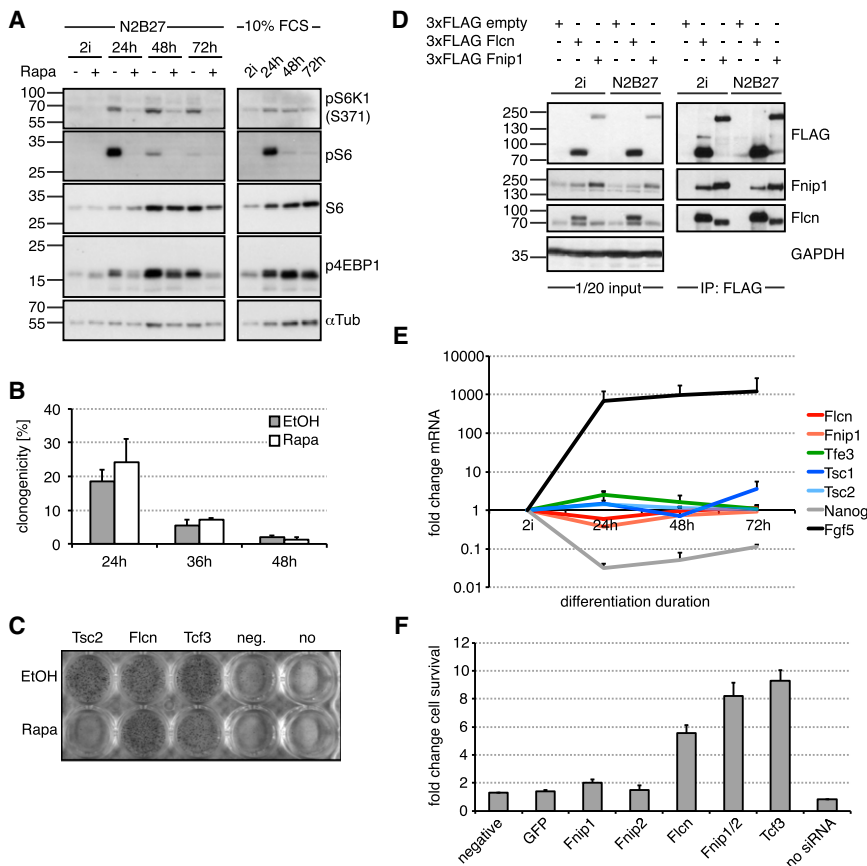 A
N2B27
10% FCS
2i 24h 48h 72h
2i 24h 48h 72h
Rapa - + - + - + - +
100
70
55
pS6K1
(S371)
35
25
pS6
35
25
S6
25
15
p4EBP1
70
55
αTub
B
clonogenicity [%]
40
30
20
10
0
EtOH
Rapa
24h 36h 48h
C
Tsc2 Flcn Tcf3 neg. no
EtOH
Rapa
D
3xFLAG empty + - - + - - + - - + - -
3xFLAG Flcn - + - - + - - + - - + -
3xFLAG Fnip1 - - + - - + - - + - - +
2i N2B27 2i N2B27
250
130
100
70
FLAG
250
130
Fnip1
100
70
Flcn
35
GAPDH
1/20 input IP: FLAG
E
fold change mRNA
10000
1000
100
10
1
0.1
0.01
2i 24h 48h 72h
differentiation duration
Flcn
Fnip1
Tfe3
Tsc1
Tsc2
Nanog
Fgf5
F
fold change cell survival
12
10
8
6
4
2
0
negative GFP Fnip1 Fnip2 Flcn Fnip1/2 Tcf3 no siRNA